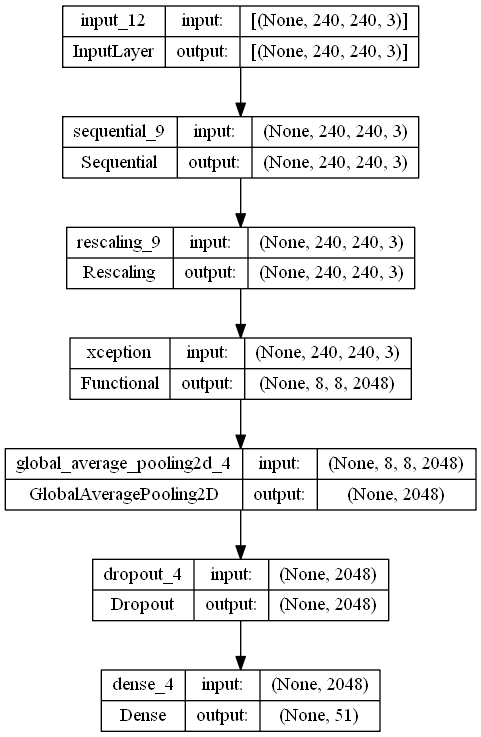 input_12 input: [(None, 240, 240, 3)]
InputLayer output: [(None, 240, 240, 3)]
sequential_9 input: (None, 240, 240, 3)
Sequential output: (None, 240, 240, 3)
rescaling_9 input: (None, 240, 240, 3)
Rescaling output: (None, 240, 240, 3)
xception input: (None, 240, 240, 3)
Functional output: (None, 8, 8, 2048)
global_average_pooling2d_4 input: (None, 8, 8, 2048)
GlobalAveragePooling2D output: (None, 2048)
dropout_4 input: (None, 2048)
Dropout output: (None, 2048)
dense_4 input: (None, 2048)
Dense output: (None, 51)